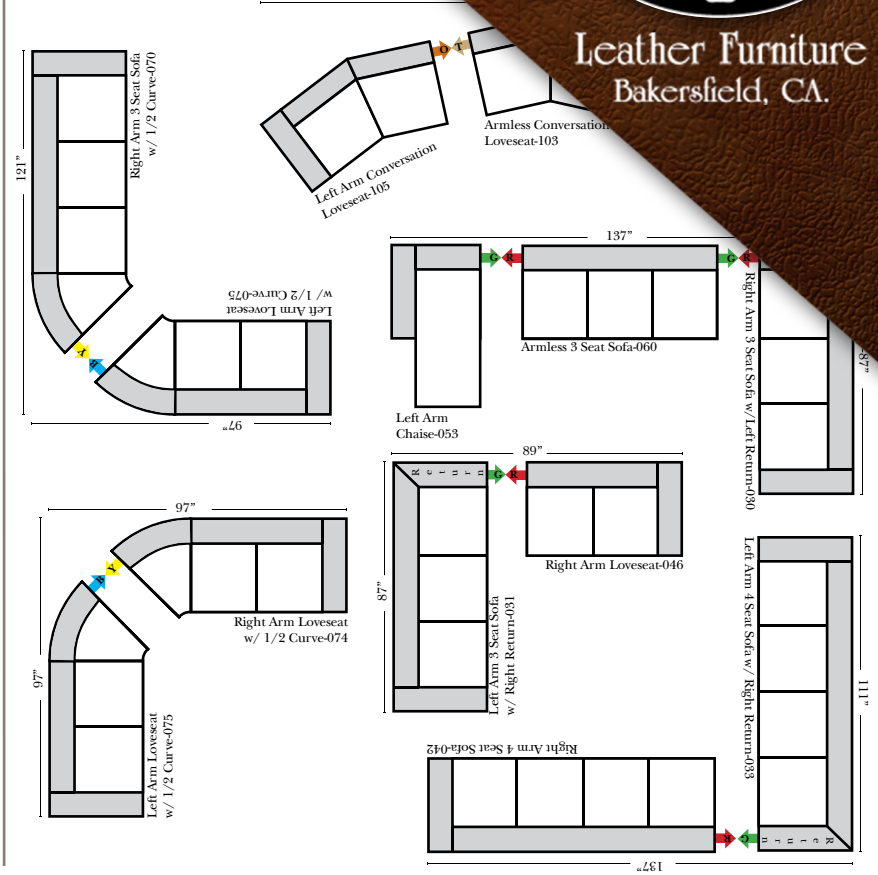 Leather Furniture
Bakersfield, CA.
O T
Armless Conversation
Loveseat-103
Left Arm Conversation
Loveseat-105
121”
Right Arm 3 Seat Sofa
w/ 1/2 Curve-070
Left Arm Loveseat
w/ 1/2 Curve-075
Y
B
97”
137”
G R
G R
Armless 3 Seat Sofa-060
Left Arm
Chaise-053
Right Arm 3 Seat Sofa w/Left Return-030
87”
89”
Return
G R
Right Arm Loveseat-046
87”
Left Arm 3 Seat Sofa
w/ Right Return-031
97”
B Y
Right Arm Loveseat
w/ 1/2 Curve-074
97”
Left Arm Loveseat
w/ 1/2 Curve-075
Left Arm 4 Seat Sofa w/ Right Return-033
111”
Right Arm 4 Seat Sofa-042
R G
Return
137”